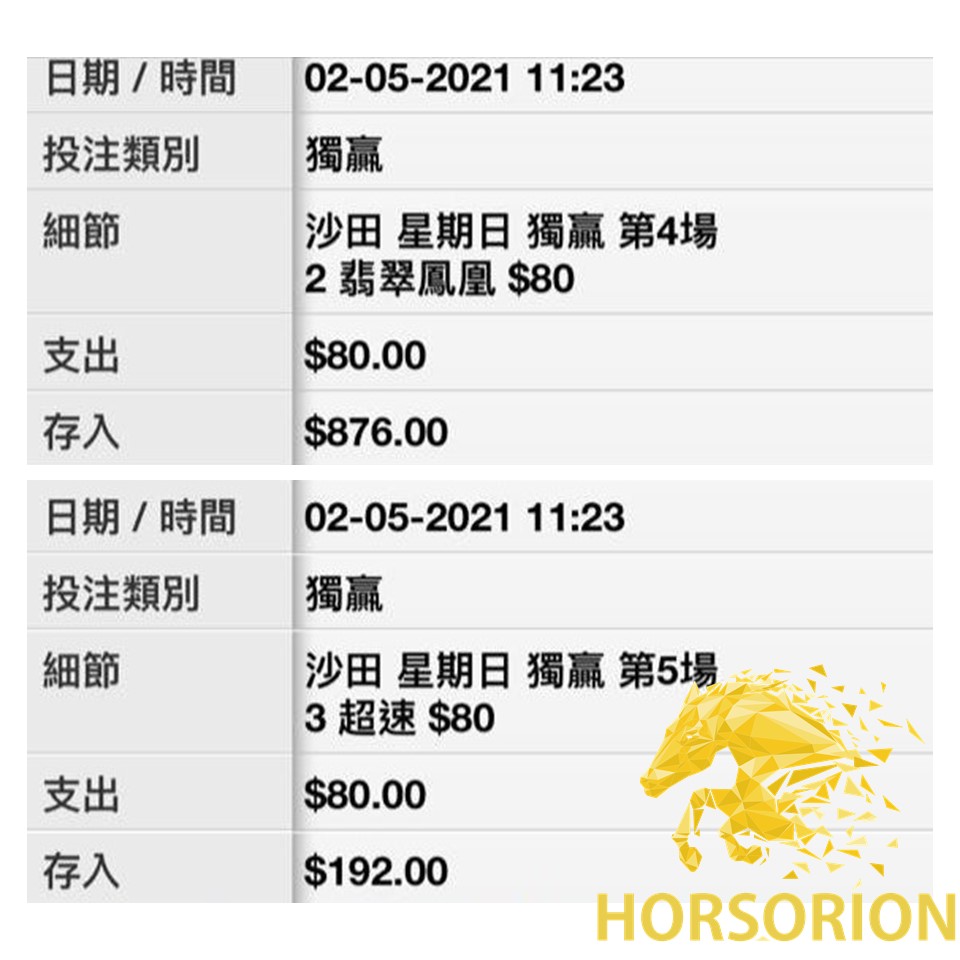 日期 / 時間 02-05-2021 11:23
投注類別 獨贏
細節 沙田 星期日 獨贏 第4場
2 翡翠鳳凰 $80
支出 $80.00
存入 $876.00
日期 / 時間 02-05-2021 11:23
投注類別 獨贏
細節 沙田 星期日 獨贏 第5場
3 超速 $80
支出 $80.00
存入 $192.00
HORSORION